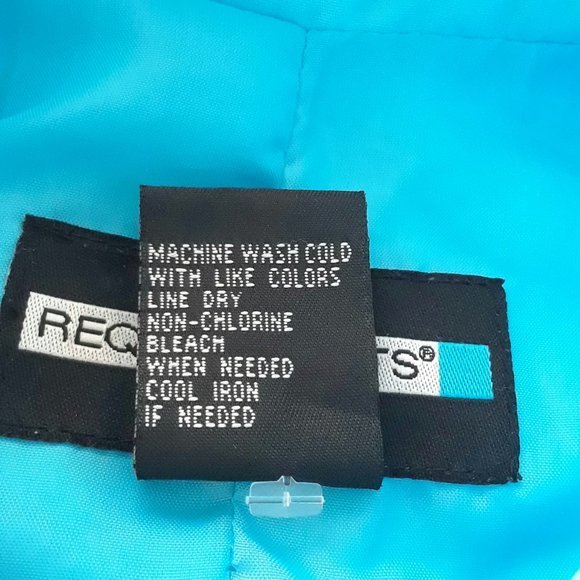 MACHINE WASH COLD
WITH LIKE COLORS
LINE DRY
NON-CHLORINE
BLEACH
WHEN NEEDED
COOL IRON
IF NEEDED